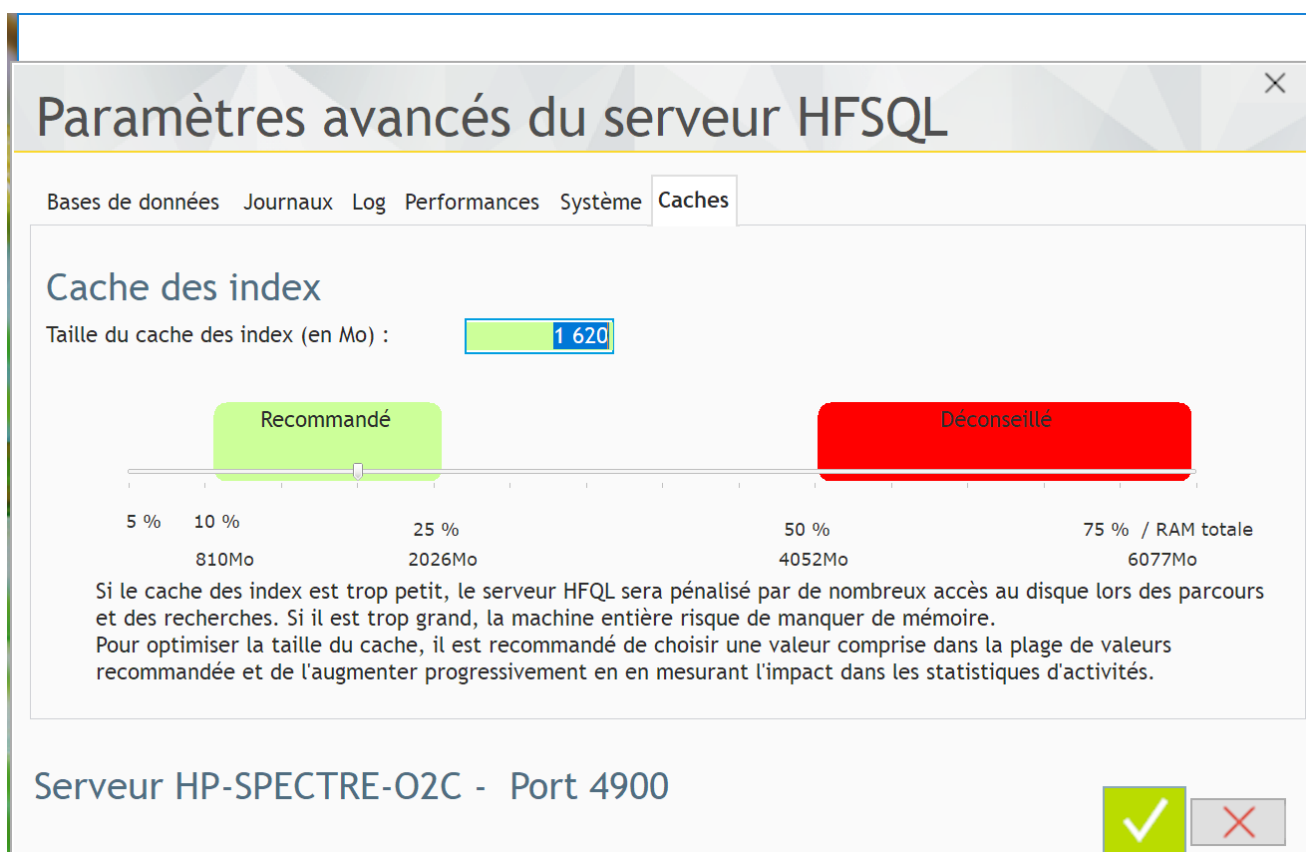 Paramètres avancés du serveur HFSQL
Bases de données Journaux Log Performances Système Caches
Cache des index
Taille du cache des index (en Mo) : 1 620
Recommandé Déconseillé
5 % 10 % 25 % 50 % 75 % / RAM totale
810Mo 2026Mo 4052Mo 6077Mo
Si le cache des index est trop petit, le serveur HFQL sera pénalisé par de nombreux accès au disque lors des parcours
et des recherches. Si il est trop grand, la machine entière risque de manquer de mémoire.
Pour optimiser la taille du cache, il est recommandé de choisir une valeur comprise dans la plage de valeurs
recommandée et de l'augmenter progressivement en en mesurant l'impact dans les statistiques d'activités.
Serveur HP-SPECTRE-O2C - Port 4900